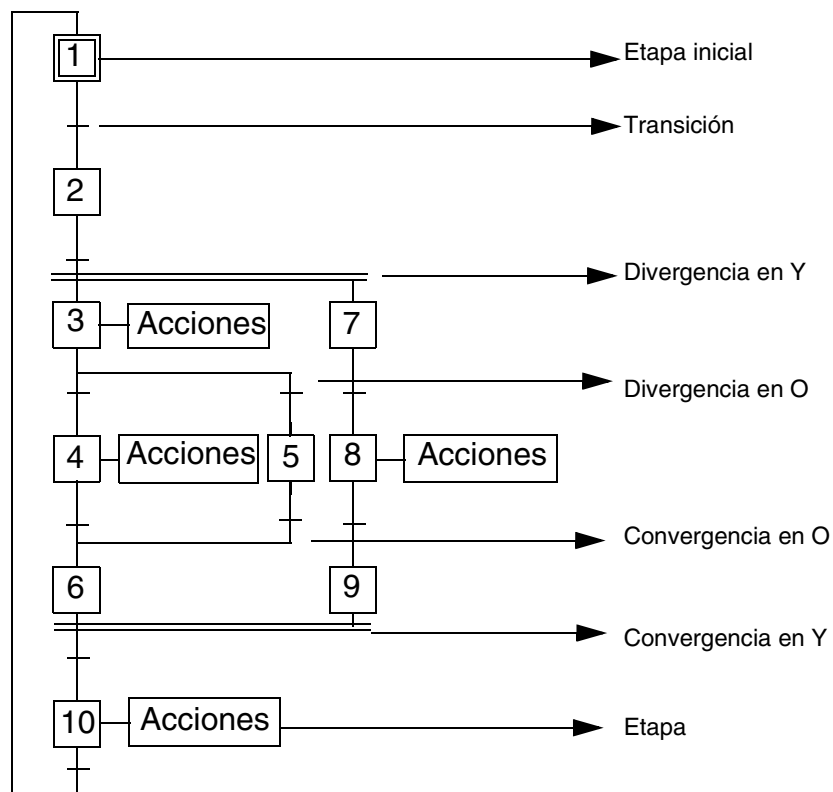 1
Etapa inicial
Transición
2
Divergencia en Y
3
Acciones
7
Divergencia en O
4
Acciones
5
8
Acciones
Convergencia en O
6
9
Convergencia en Y
10
Acciones
Etapa